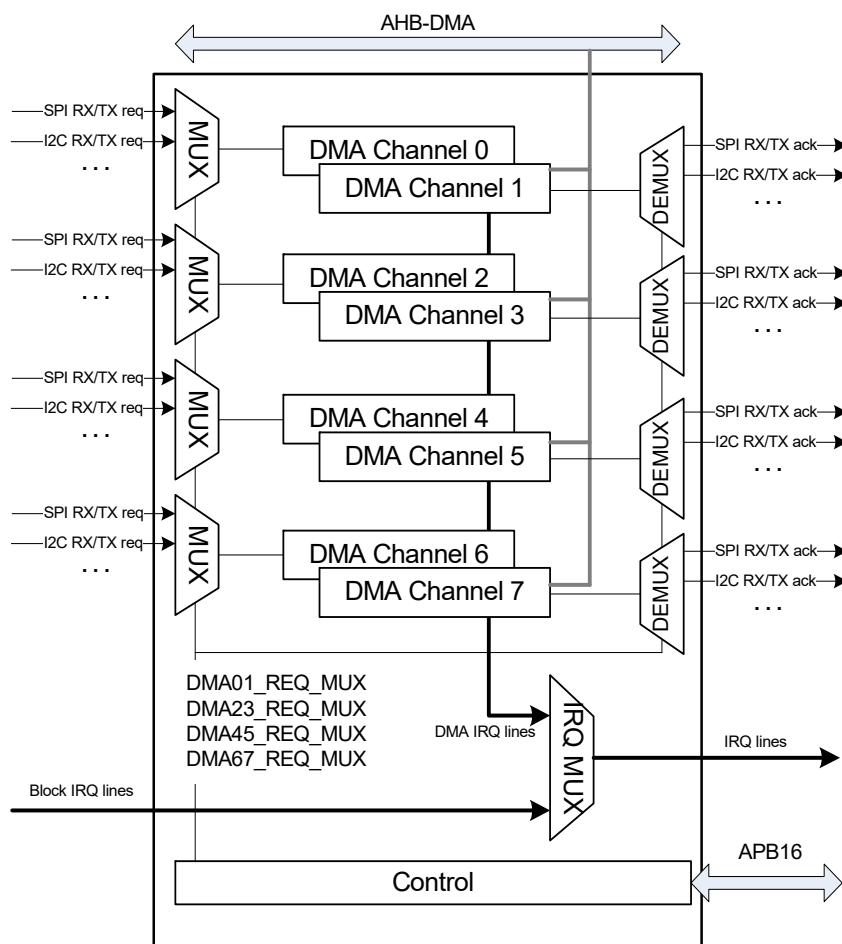 AHB-DMA
SPI RX/TX req
I2C RX/TX req
. . .
MUX
DMA Channel 0
DMA Channel 1
DEMUX
SPI RX/TX ack
I2C RX/TX ack
. . .
SPI RX/TX req
I2C RX/TX req
. . .
MUX
DMA Channel 2
DMA Channel 3
DEMUX
SPI RX/TX ack
I2C RX/TX ack
. . .
SPI RX/TX req
I2C RX/TX req
. . .
MUX
DMA Channel 4
DMA Channel 5
DEMUX
SPI RX/TX ack
I2C RX/TX ack
. . .
SPI RX/TX req
I2C RX/TX req
. . .
MUX
DMA Channel 6
DMA Channel 7
DEMUX
SPI RX/TX ack
I2C RX/TX ack
. . .
DMA01_REQ_MUX
DMA23_REQ_MUX
DMA45_REQ_MUX
DMA67_REQ_MUX
DMA IRQ lines
IRQ MUX
IRQ lines
Block IRQ lines
Control
APB16